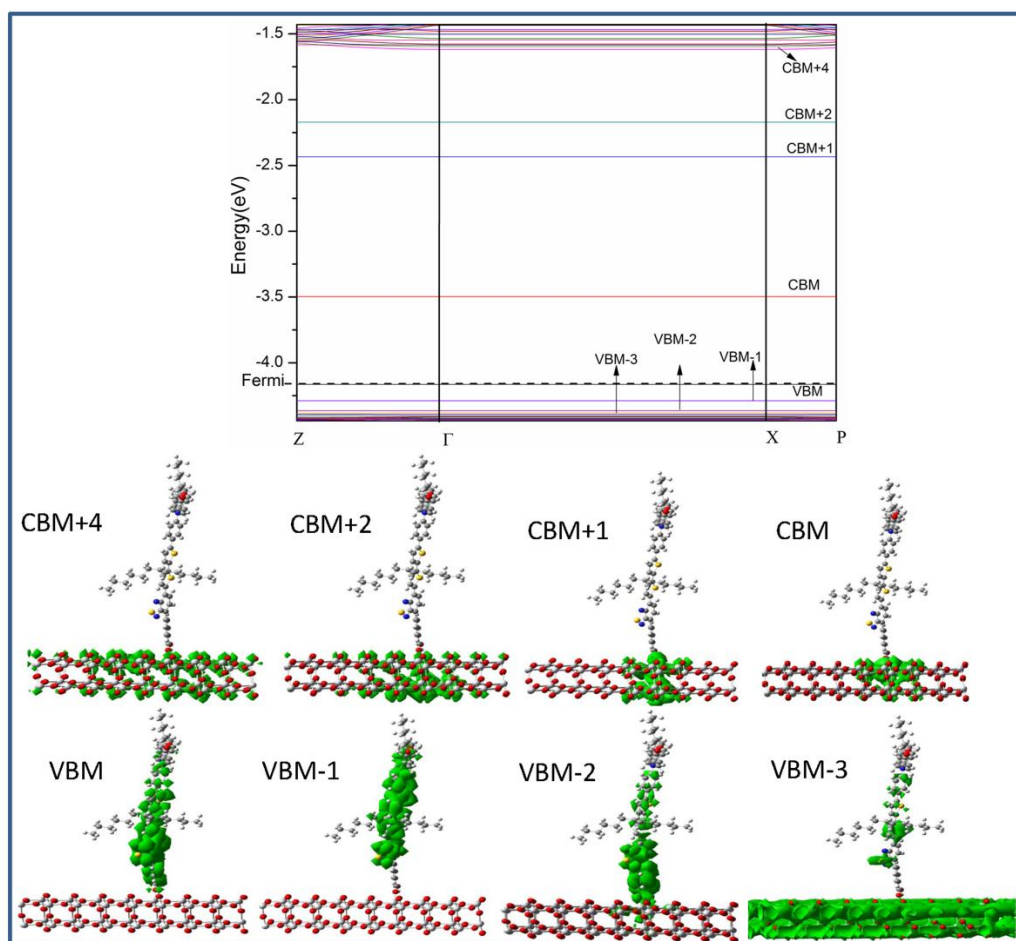 -1.5
CBM+4
-2.0
CBM+2
CBM+1
-2.5
Energy(eV)
-3.0
CBM
-3.5
VBM-2
VBM-3
VBM-1
-4.0
Fermi
VBM
Z
Γ
X
P
CBM+4
CBM+2
CBM+1
CBM
VBM
VBM-1
VBM-2
VBM-3